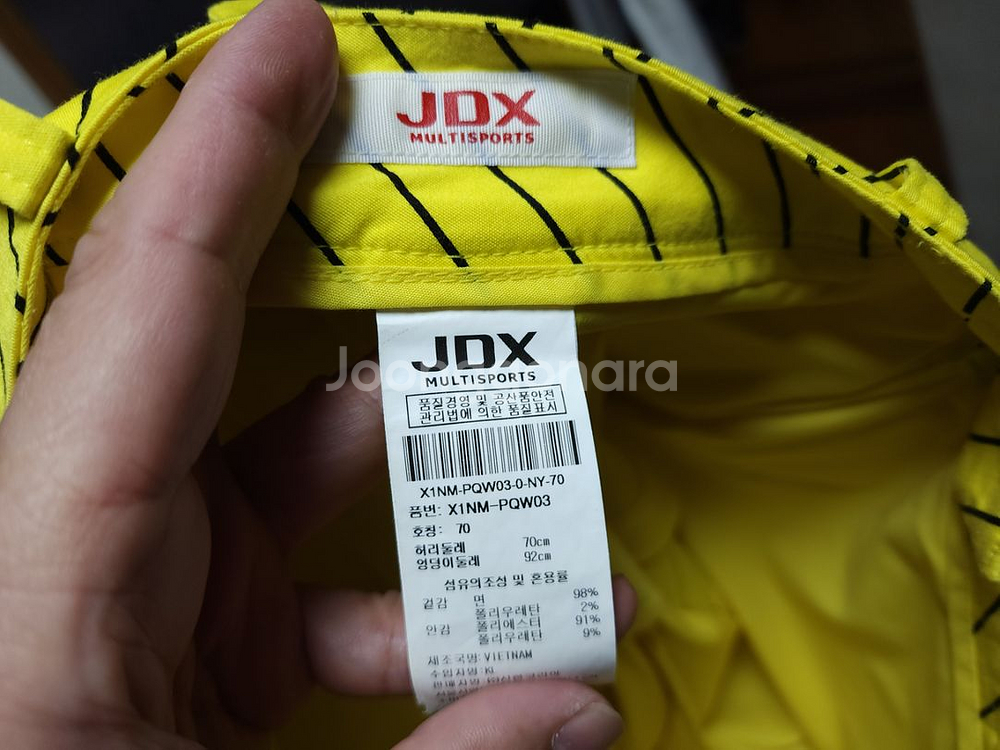 JDX
MULTISPORTS
JDX
MULTISPORTS
품질경영 및 공산품안전
관리법에 의한 품질표시
X1NM-PQW03-0-NY-70
품번: X1NM-PQW03
호칭: 70
허리둘레 70cm
엉덩이둘레 92cm
섬유의조성 및 혼용률
겉감 면 98%
폴리우레탄 2%
안감 폴리에스터 91%
폴리우레탄 9%
제조국명: VIETNAM
수입자명: